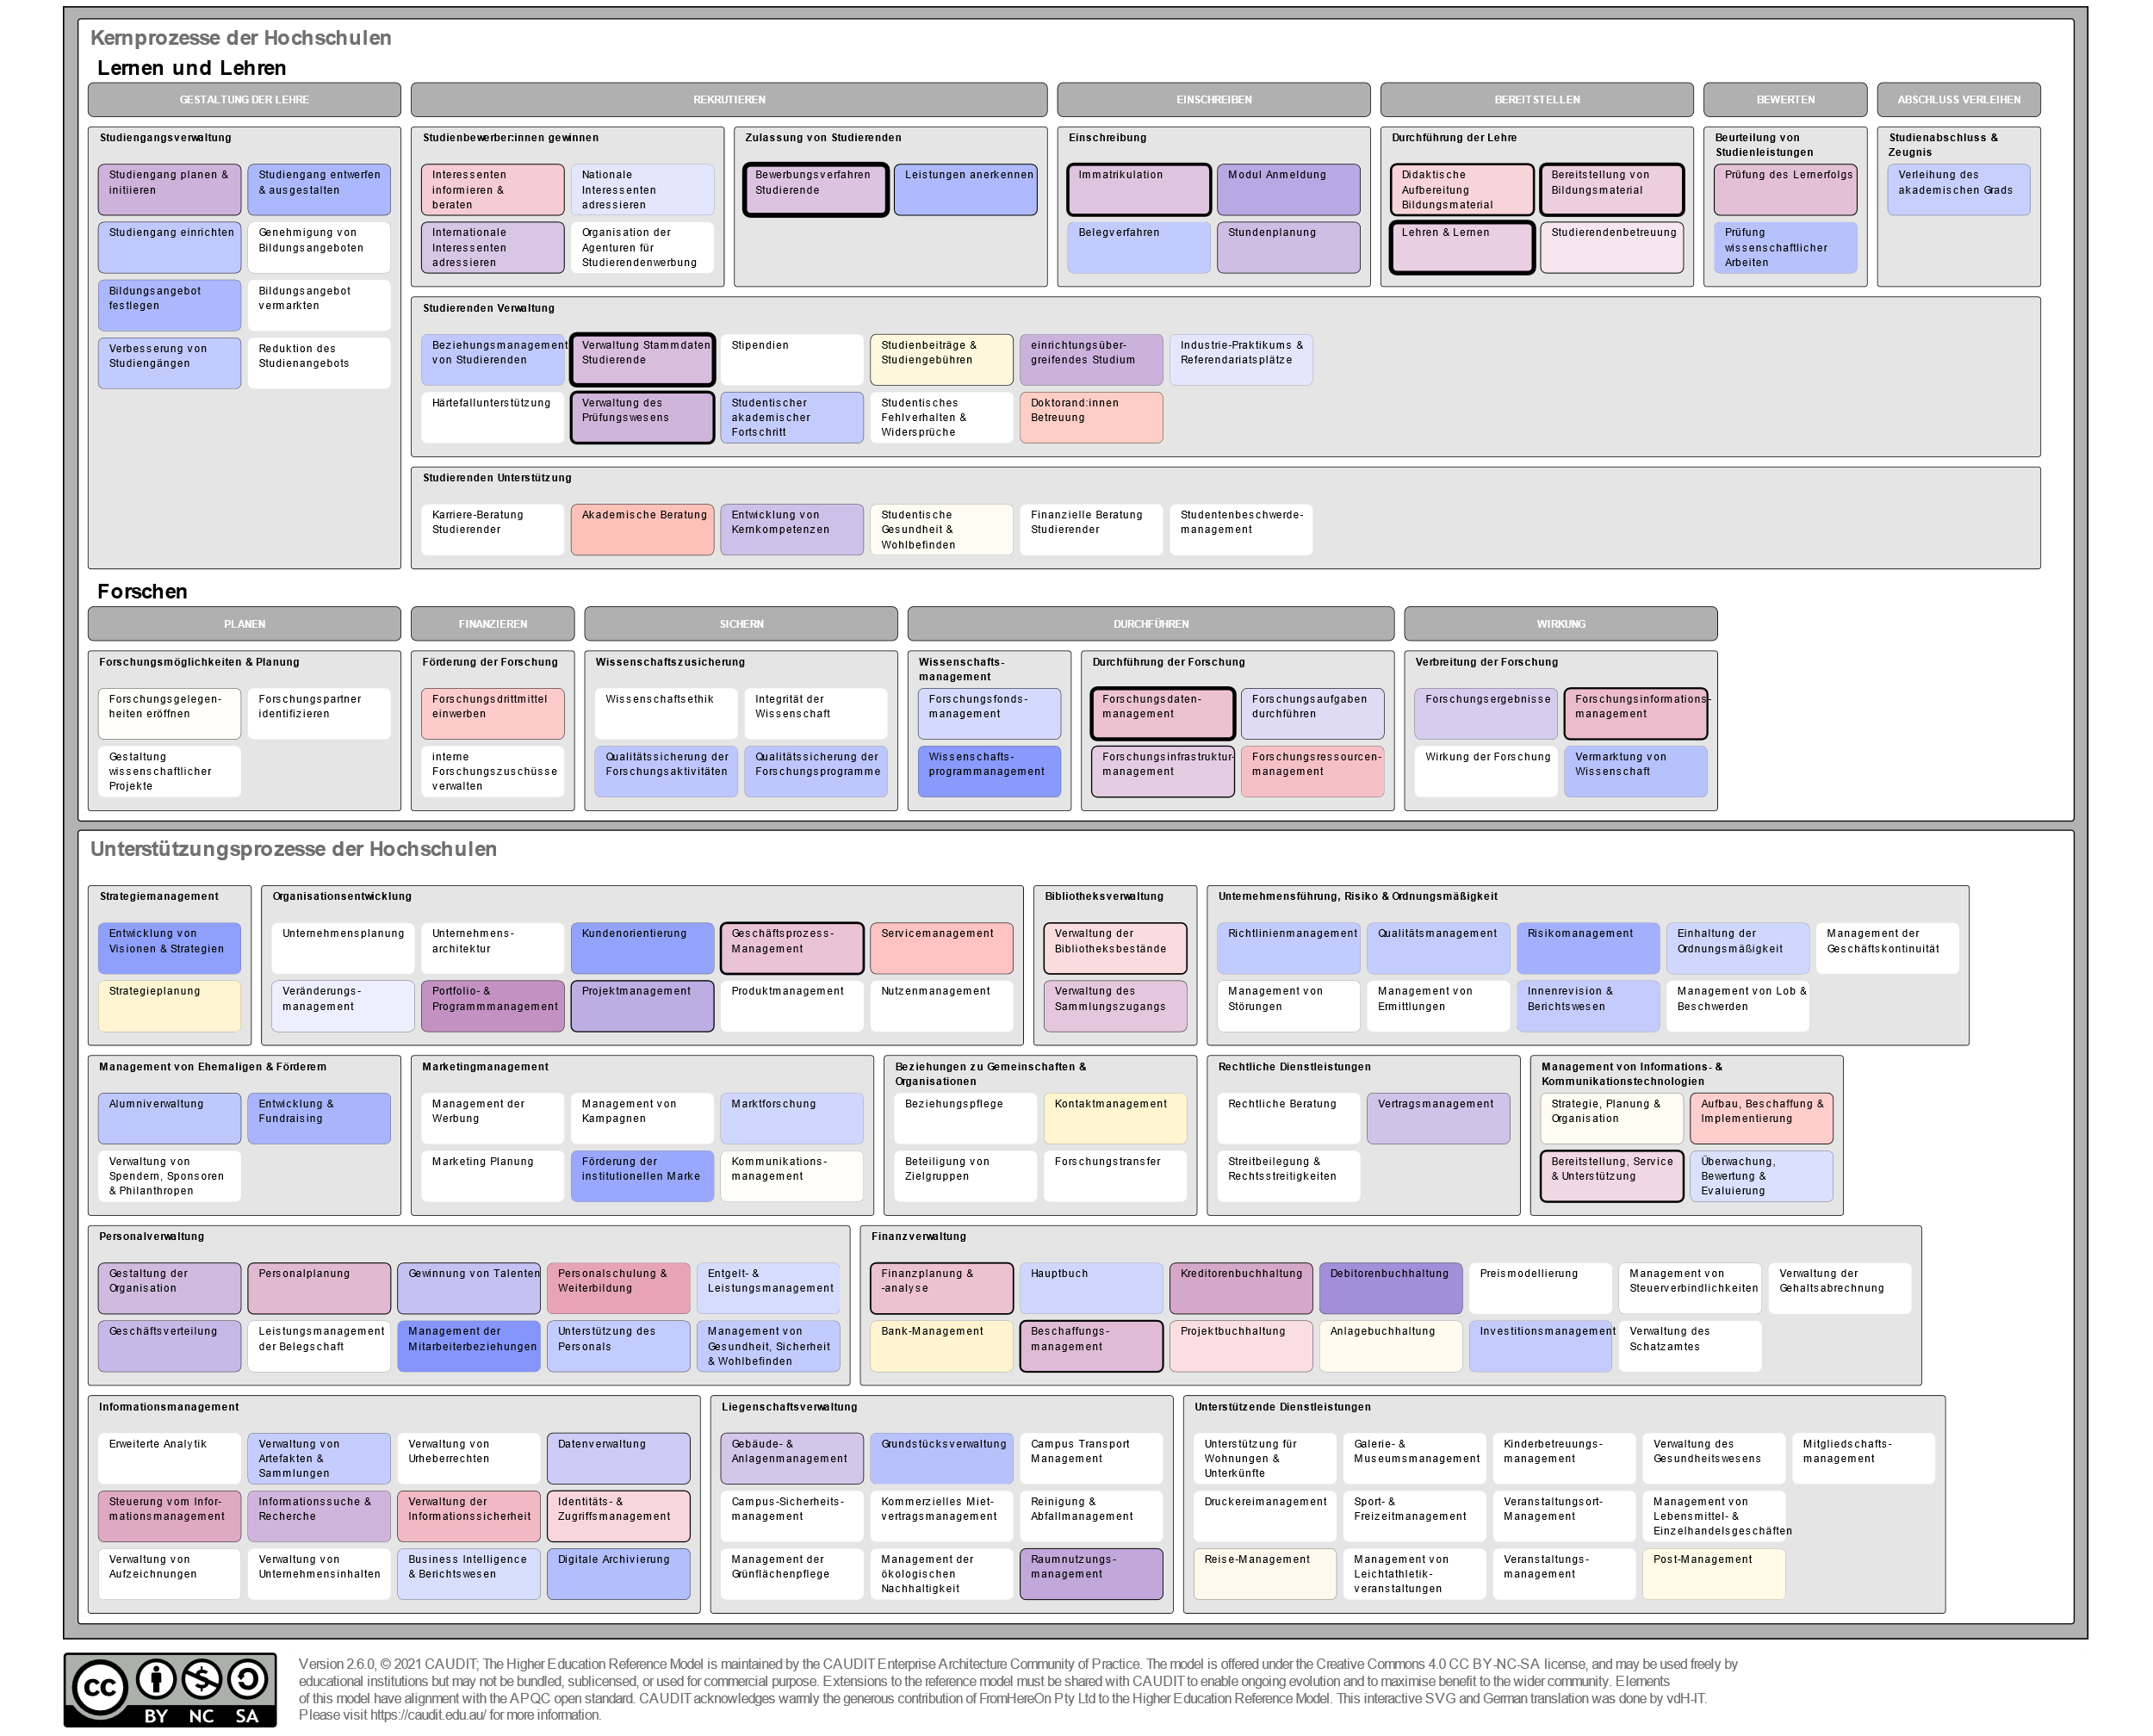 Kernprozesse der Hochschulen
Lernen und Lehren
GESTALTUNG DER LEHRE
REKRUTIEREN
EINSCHREIBEN
BEREITSTELLEN
BEWERTEN
ABSCHLUSS VERLEIHEN
Studiengangsverwaltung
Studiengang planen &
initiieren
Studiengang entwerfen
& ausgestalten
Studiengang einrichten
Genehmigung von
Bildungsangeboten
Bildungsangebot
festlegen
Bildungsangebot
vermarkten
Verbesserung von
Studiengängen
Reduktion des
Studienangebots
Studienbewerber:innen gewinnen
Interessenten
informieren &
beraten
Nationale
Interessenten
adressieren
Internationale
Interessenten
adressieren
Organisation der
Agenturen für
Studierendenwerbung
Zulassung von Studierenden
Bewerbungsverfahren
Studierende
Leistungen anerkennen
Einschreibung
Immatrikulation
Modul Anmeldung
Belegverfahren
Stundenplanung
Durchführung der Lehre
Didaktische
Aufbereitung
Bildungsmaterial
Bereitstellung von
Bildungsmaterial
Lehren & Lernen
Studierendenbetreuung
Beurteilung von
Studienleistungen
Prüfung des Lernerfolgs
Prüfung
wissenschaftlicher
Arbeiten
Studienabschluss &
Zeugnis
Verleihung des
akademischen Grads
Studierenden Verwaltung
Beziehungsmanagement
von Studierenden
Verwaltung Stammdaten
Studierende
Stipendien
Studienbeiträge &
Studiengebühren
einrichtungsüber-
greifendes Studium
Industrie-Praktikums &
Referendariatsplätze
Härtefallunterstützung
Verwaltung des
Prüfungswesens
Studentischer
akademischer
Fortschritt
Studentisches
Fehlverhalten &
Widersprüche
Doktorand:innen
Betreuung
Studierenden Unterstützung
Karriere-Beratung
Studierender
Akademische Beratung
Entwicklung von
Kernkompetenzen
Studentische
Gesundheit &
Wohlbefinden
Finanzielle Beratung
Studierender
Studentenbeschwerde-
management
Forschen
PLANEN
FINANZIEREN
SICHERN
DURCHFÜHREN
WIRKUNG
Forschungsmöglichkeiten & Planung
Forschungsgelegen-
heiten eröffnen
Forschungspartner
identifizieren
Gestaltung
wissenschaftlicher
Projekte
Förderung der Forschung
Forschungsdrittmittel
einwerben
interne
Forschungszuschüsse
verwalten
Wissenschaftszusicherung
Wissenschaftsethik
Integrität der
Wissenschaft
Qualitätssicherung der
Forschungsaktivitäten
Qualitätssicherung der
Forschungsprogramme
Wissenschafts-
management
Forschungsfonds-
management
Wissenschafts-
programmanagement
Durchführung der Forschung
Forschungsdaten-
management
Forschungsaufgaben
durchführen
Forschungsinfrastruktur-
management
Forschungsressourcen-
management
Verbreitung der Forschung
Forschungsergebnisse
Forschungsinformations-
management
Wirkung der Forschung
Vermarktung von
Wissenschaft
Unterstützungsprozesse der Hochschulen
Strategiemanagement
Entwicklung von
Visionen & Strategien
Strategieplanung
Organisationsentwicklung
Unternehmensplanung
Unternehmens-
architektur
Kundenorientierung
Geschäftsprozess-
Management
Servicemanagement
Veränderungs-
management
Portfolio- &
Programmmanagement
Projektmanagement
Produktmanagement
Nutzenmanagement
Bibliotheksverwaltung
Verwaltung der
Bibliotheksbestände
Verwaltung des
Sammlungszugangs
Unternehmensführung, Risiko & Ordnungsmäßigkeit
Richtlinienmanagement
Qualitätsmanagement
Risikomanagement
Einhaltung der
Ordnungsmäßigkeit
Management der
Geschäftskontinuität
Management von
Störungen
Management von
Ermittlungen
Innenrevision &
Berichtswesen
Management von Lob &
Beschwerden
Management von Ehemaligen & Förderern
Alumniverwaltung
Entwicklung &
Fundraising
Verwaltung von
Spendern, Sponsoren
& Philanthropen
Marketingmanagement
Management der
Werbung
Management von
Kampagnen
Marktforschung
Marketing Planung
Förderung der
institutionellen Marke
Kommunikations-
management
Beziehungen zu Gemeinschaften &
Organisationen
Beziehungspflege
Kontaktmanagement
Beteiligung von
Zielgruppen
Forschungstransfer
Rechtliche Dienstleistungen
Rechtliche Beratung
Vertragsmanagement
Streitbeilegung &
Rechtsstreitigkeiten
Management von Informations- &
Kommunikationstechnologien
Strategie, Planung &
Organisation
Aufbau, Beschaffung &
Implementierung
Bereitstellung, Service
& Unterstützung
Überwachung,
Bewertung &
Evaluierung
Personalverwaltung
Gestaltung der
Organisation
Personalplanung
Gewinnung von Talenten
Personalschulung &
Weiterbildung
Entgelt- &
Leistungsmanagement
Geschäftsverteilung
Leistungsmanagement
der Belegschaft
Management der
Mitarbeiterbeziehungen
Unterstützung des
Personals
Management von
Gesundheit, Sicherheit
& Wohlbefinden
Finanzverwaltung
Finanzplanung &
-analyse
Hauptbuch
Kreditorenbuchhaltung
Debitorenbuchhaltung
Preismodellierung
Management von
Steuerverbindlichkeiten
Verwaltung der
Gehaltsabrechnung
Bank-Management
Beschaffungs-
management
Projektbuchhaltung
Anlagebuchhaltung
Investitionsmanagement
Verwaltung des
Schatzamtes
Informationsmanagement
Erweiterte Analytik
Verwaltung von
Artefakten &
Sammlungen
Verwaltung von
Urheberrechten
Datenverwaltung
Steuerung vom Infor-
mationsmanagement
Informationssuche &
Recherche
Verwaltung der
Informationssicherheit
Identitäts- &
Zugriffsmanagement
Verwaltung von
Aufzeichnungen
Verwaltung von
Unternehmensinhalten
Business Intelligence
& Berichtswesen
Digitale Archivierung
Liegenschaftsverwaltung
Gebäude- &
Anlagenmanagement
Grundstücksverwaltung
Campus Transport
Management
Campus-Sicherheits-
management
Kommerzielles Miet-
vertragsmanagement
Reinigung &
Abfallmanagement
Management der
Grünflächenpflege
Management der
ökologischen
Nachhaltigkeit
Raumnutzungs-
management
Unterstützende Dienstleistungen
Unterstützung für
Wohnungen &
Unterkünfte
Galerie- &
Museumsmanagement
Kinderbetreuungs-
management
Verwaltung des
Gesundheitswesens
Mitgliedschafts-
management
Druckereimanagement
Sport- &
Freizeitmanagement
Veranstaltungsort-
Management
Management von
Lebensmittel- &
Einzelhandelsgeschäften
Reise-Management
Management von
Leichtathletik-
veranstaltungen
Veranstaltungs-
management
Post-Management
cc
BY NC SA
Version 2.6.0, © 2021 CAUDIT; The Higher Education Reference Model is maintained by the CAUDIT Enterprise Architecture Community of Practice. The model is offered under the Creative Commons 4.0 CC BY-NC-SA license, and may be used freely by
educational institutions but may not be bundled, sublicensed, or used for commercial purpose. Extensions to the reference model must be shared with CAUDIT to enable ongoing evolution and to maximise benefit to the wider community. Elements
of this model have alignment with the APQC open standard. CAUDIT acknowledges warmly the generous contribution of FromHereOn Pty Ltd to the Higher Education Reference Model. This interactive SVG and German translation was done by vdH-IT.
Please visit https://caudit.edu.au/ for more information.